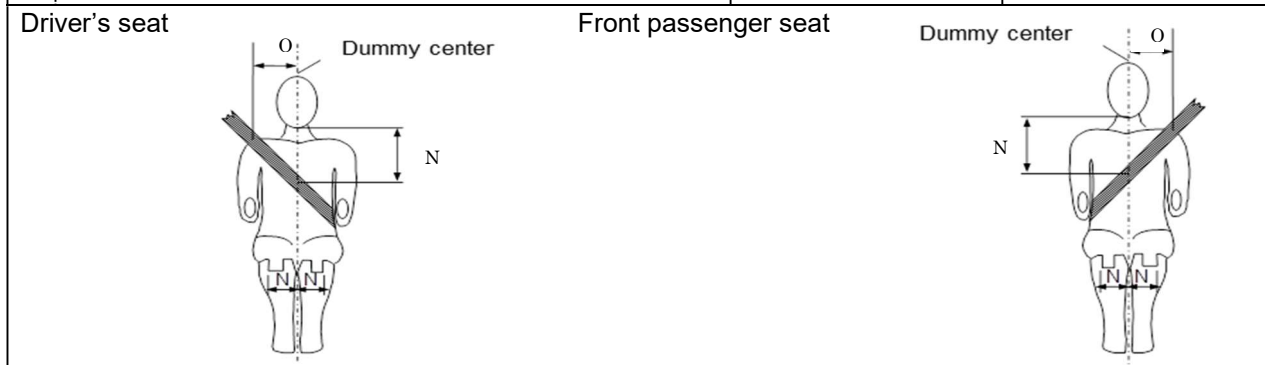 Driver’s seat
Front passenger seat
O
Dummy center
N
N N
Dummy center
O
N
N N